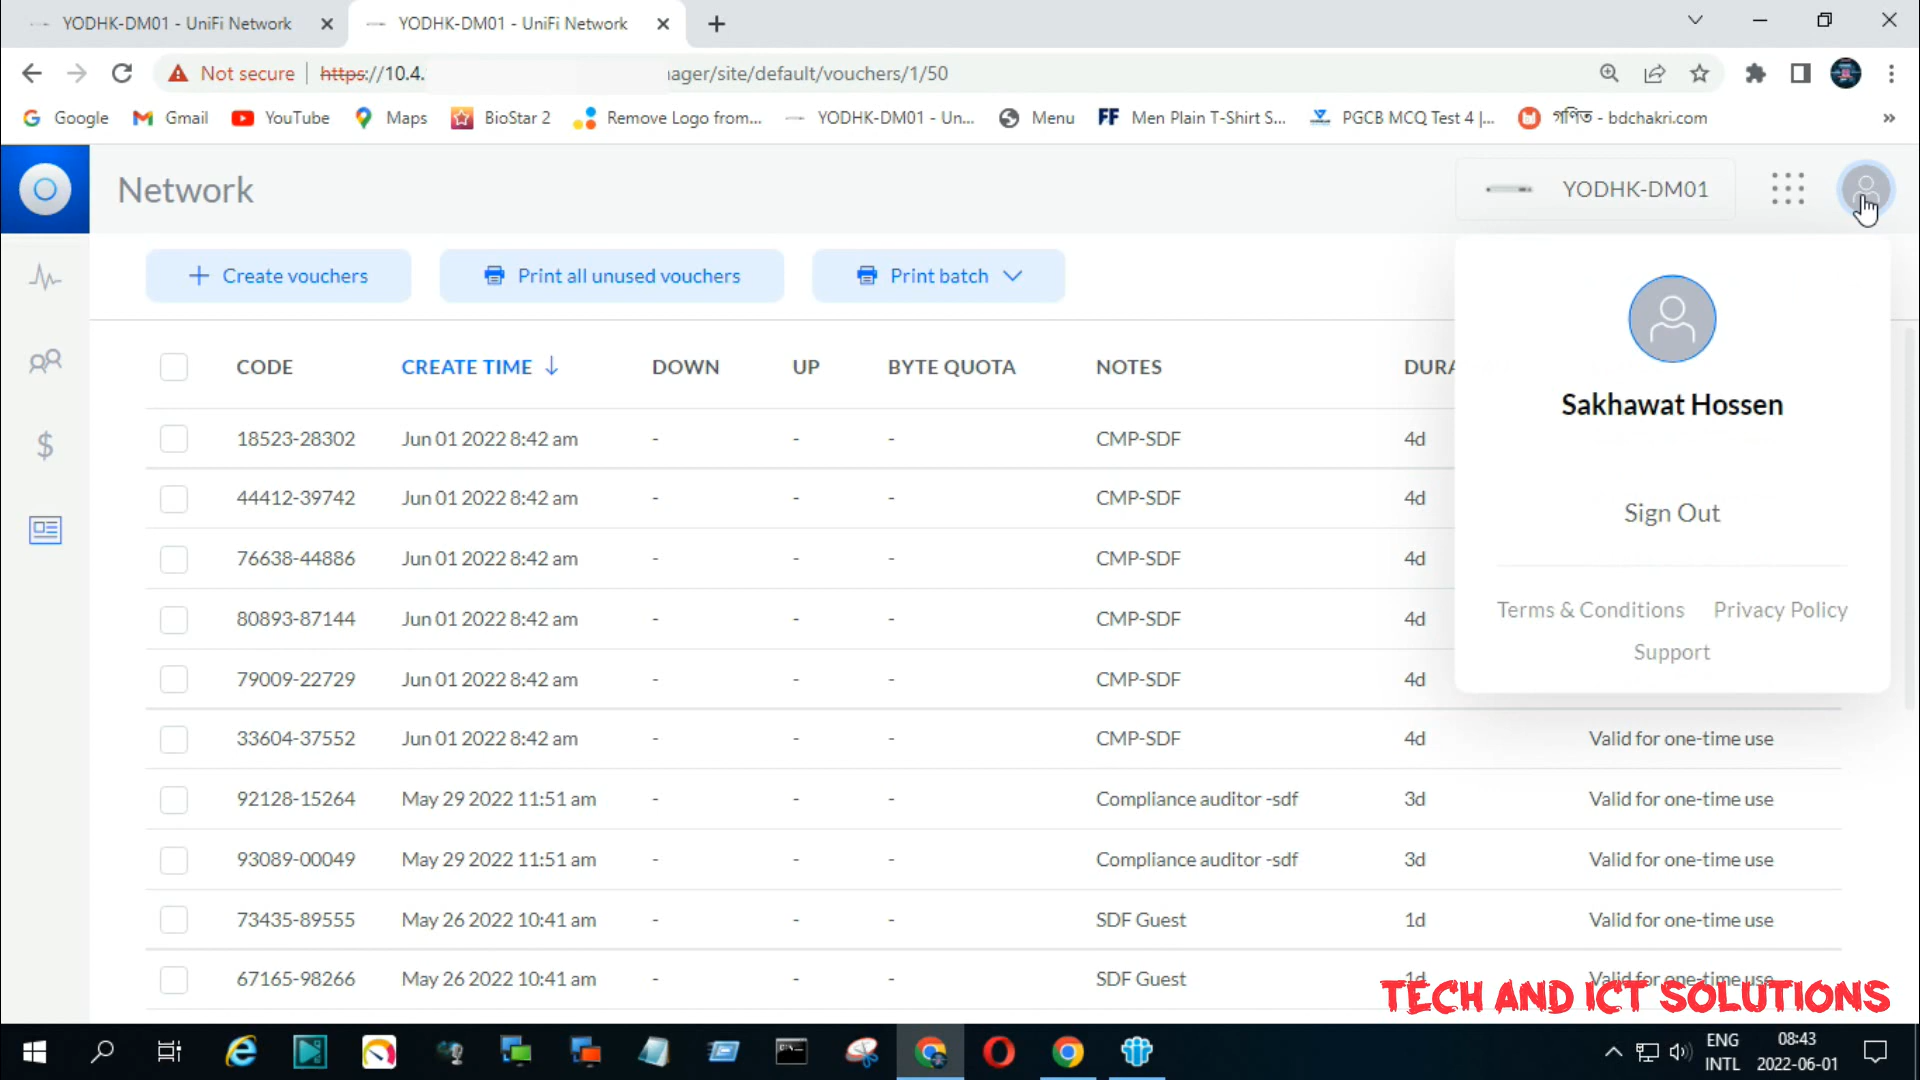 YODHK-DM01 - UniFi Network
YODHK-DM01 - UniFi Network
Not secure
https://10.4.
ager/site/default/vouchers/1/50
Google
Gmail
YouTube
Maps
BioStar 2
Remove Logo from...
YODHK-DM01 - Un...
Menu
FF
Men Plain T-Shirt S...
PGCB MCQ Test 4 |...
গণিত - bdchakri.com
»
Network
YODHK-DM01
Create vouchers
Print all unused vouchers
Print batch
CODE CREATE TIME DOWN UP BYTE QUOTA NOTES DURA
18523-28302 Jun 01 2022 8:42 am - - - CMP-SDF 4d
44412-39742 Jun 01 2022 8:42 am - - - CMP-SDF 4d
76638-44886 Jun 01 2022 8:42 am - - - CMP-SDF 4d
80893-87144 Jun 01 2022 8:42 am - - - CMP-SDF 4d
79009-22729 Jun 01 2022 8:42 am - - - CMP-SDF 4d
33604-37552 Jun 01 2022 8:42 am - - - CMP-SDF 4d Valid for one-time use
92128-15264 May 29 2022 11:51 am - - - Compliance auditor -sdf 3d Valid for one-time use
93089-00049 May 29 2022 11:51 am - - - Compliance auditor -sdf 3d Valid for one-time use
73435-89555 May 26 2022 10:41 am - - - SDF Guest 1d Valid for one-time use
67165-98266 May 26 2022 10:41 am - - - SDF Guest 1d Valid for one-time use
Sakhawat Hossen
Sign Out
Terms & Conditions Privacy Policy
Support
TECH AND ICT SOLUTIONS
ENG
INTL
08:43
2022-06-01